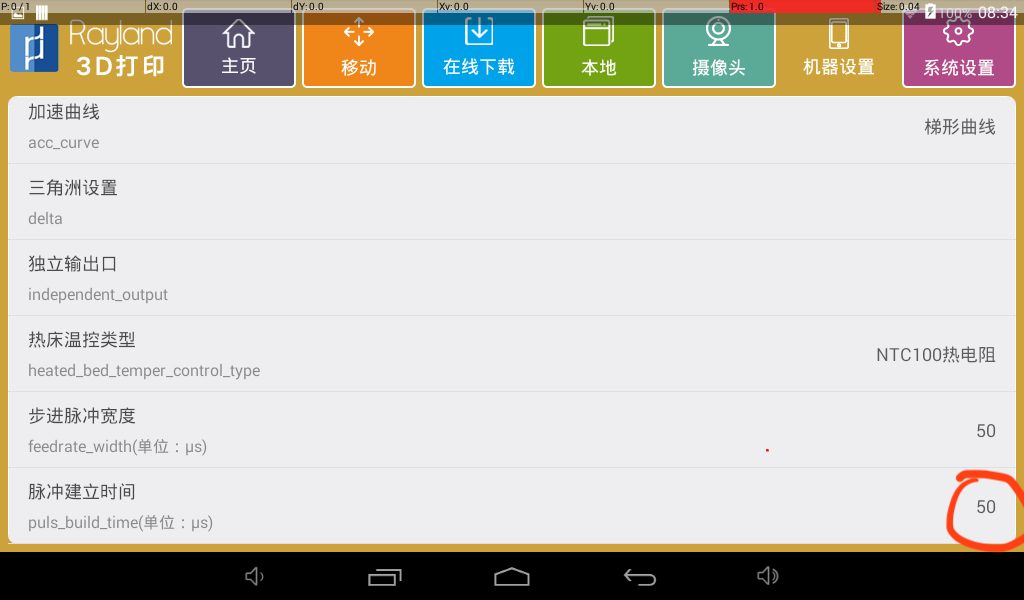 P: 0 / 1 dX: 0.0 dY: 0.0 Xv: 0.0 Yv: 0.0 Prs: 1.0 Size: 0.04
100% 08:34
Rayland
3D打印
主页
移动
在线下载
本地
摄像头
机器设置
系统设置
加速曲线
acc_curve
梯形曲线
三角洲设置
delta
独立输出口
independent_output
热床温控类型
heated_bed_temper_control_type
NTC100热电阻
步进脉冲宽度
feedrate_width(单位：µs)
50
脉冲建立时间
puls_build_time(单位：µs)
50